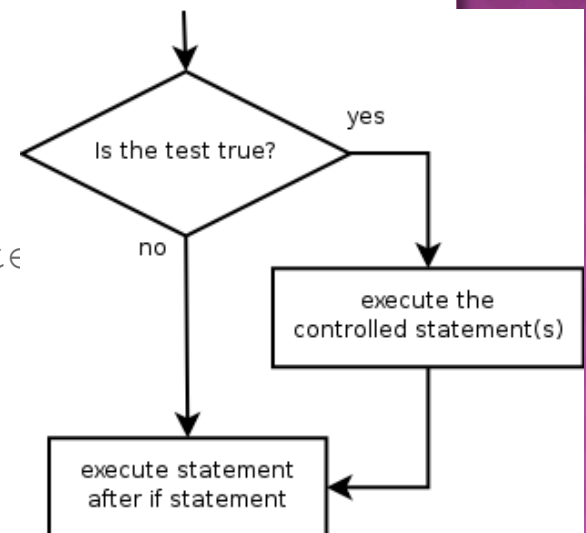 yes
Is the test true?
no
execute the
controlled statement(s)
execute statement
after if statement